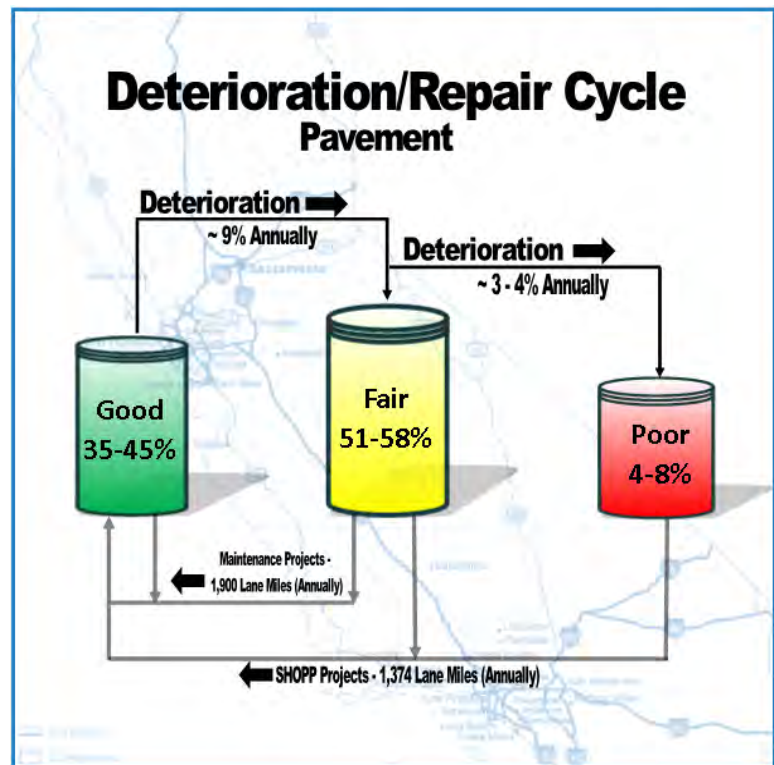 Deterioration/Repair Cycle
Pavement
Deterioration
~ 9% Annually
Deterioration
~ 3 - 4% Annually
Good
35-45%
Fair
51-58%
Poor
4-8%
Maintenance Projects -
1,900 Lane Miles (Annually)
SHOPP Projects - 1,374 Lane Miles (Annually)